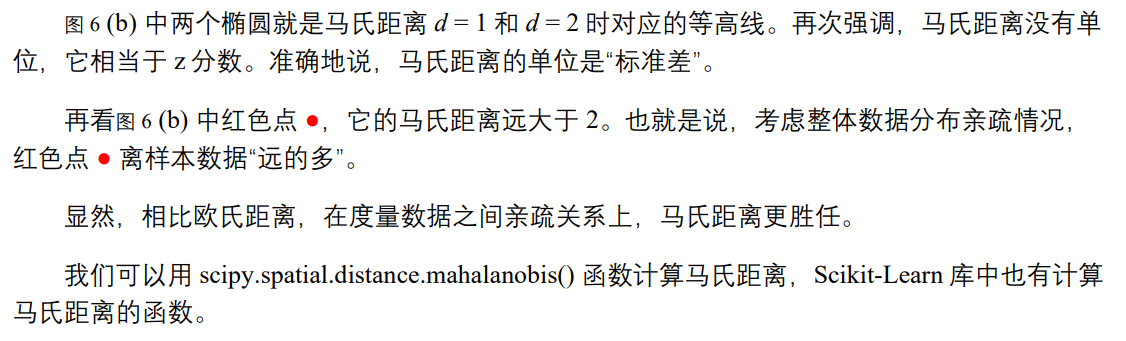 图 6 (b) 中两个椭圆就是马氏距离 d = 1 和 d = 2 时对应的等高线。再次强调，马氏距离没有单
位，它相当于 z 分数。准确地说，马氏距离的单位是“标准差”。
再看图 6 (b) 中红色点 ●，它的马氏距离远大于 2。也就是说，考虑整体数据分布亲疏情况，
红色点 ● 离样本数据“远的多”。
显然，相比欧氏距离，在度量数据之间亲疏关系上，马氏距离更胜任。
我们可以用 scipy.spatial.distance.mahalanobis() 函数计算马氏距离，Scikit-Learn 库中也有计算
马氏距离的函数。